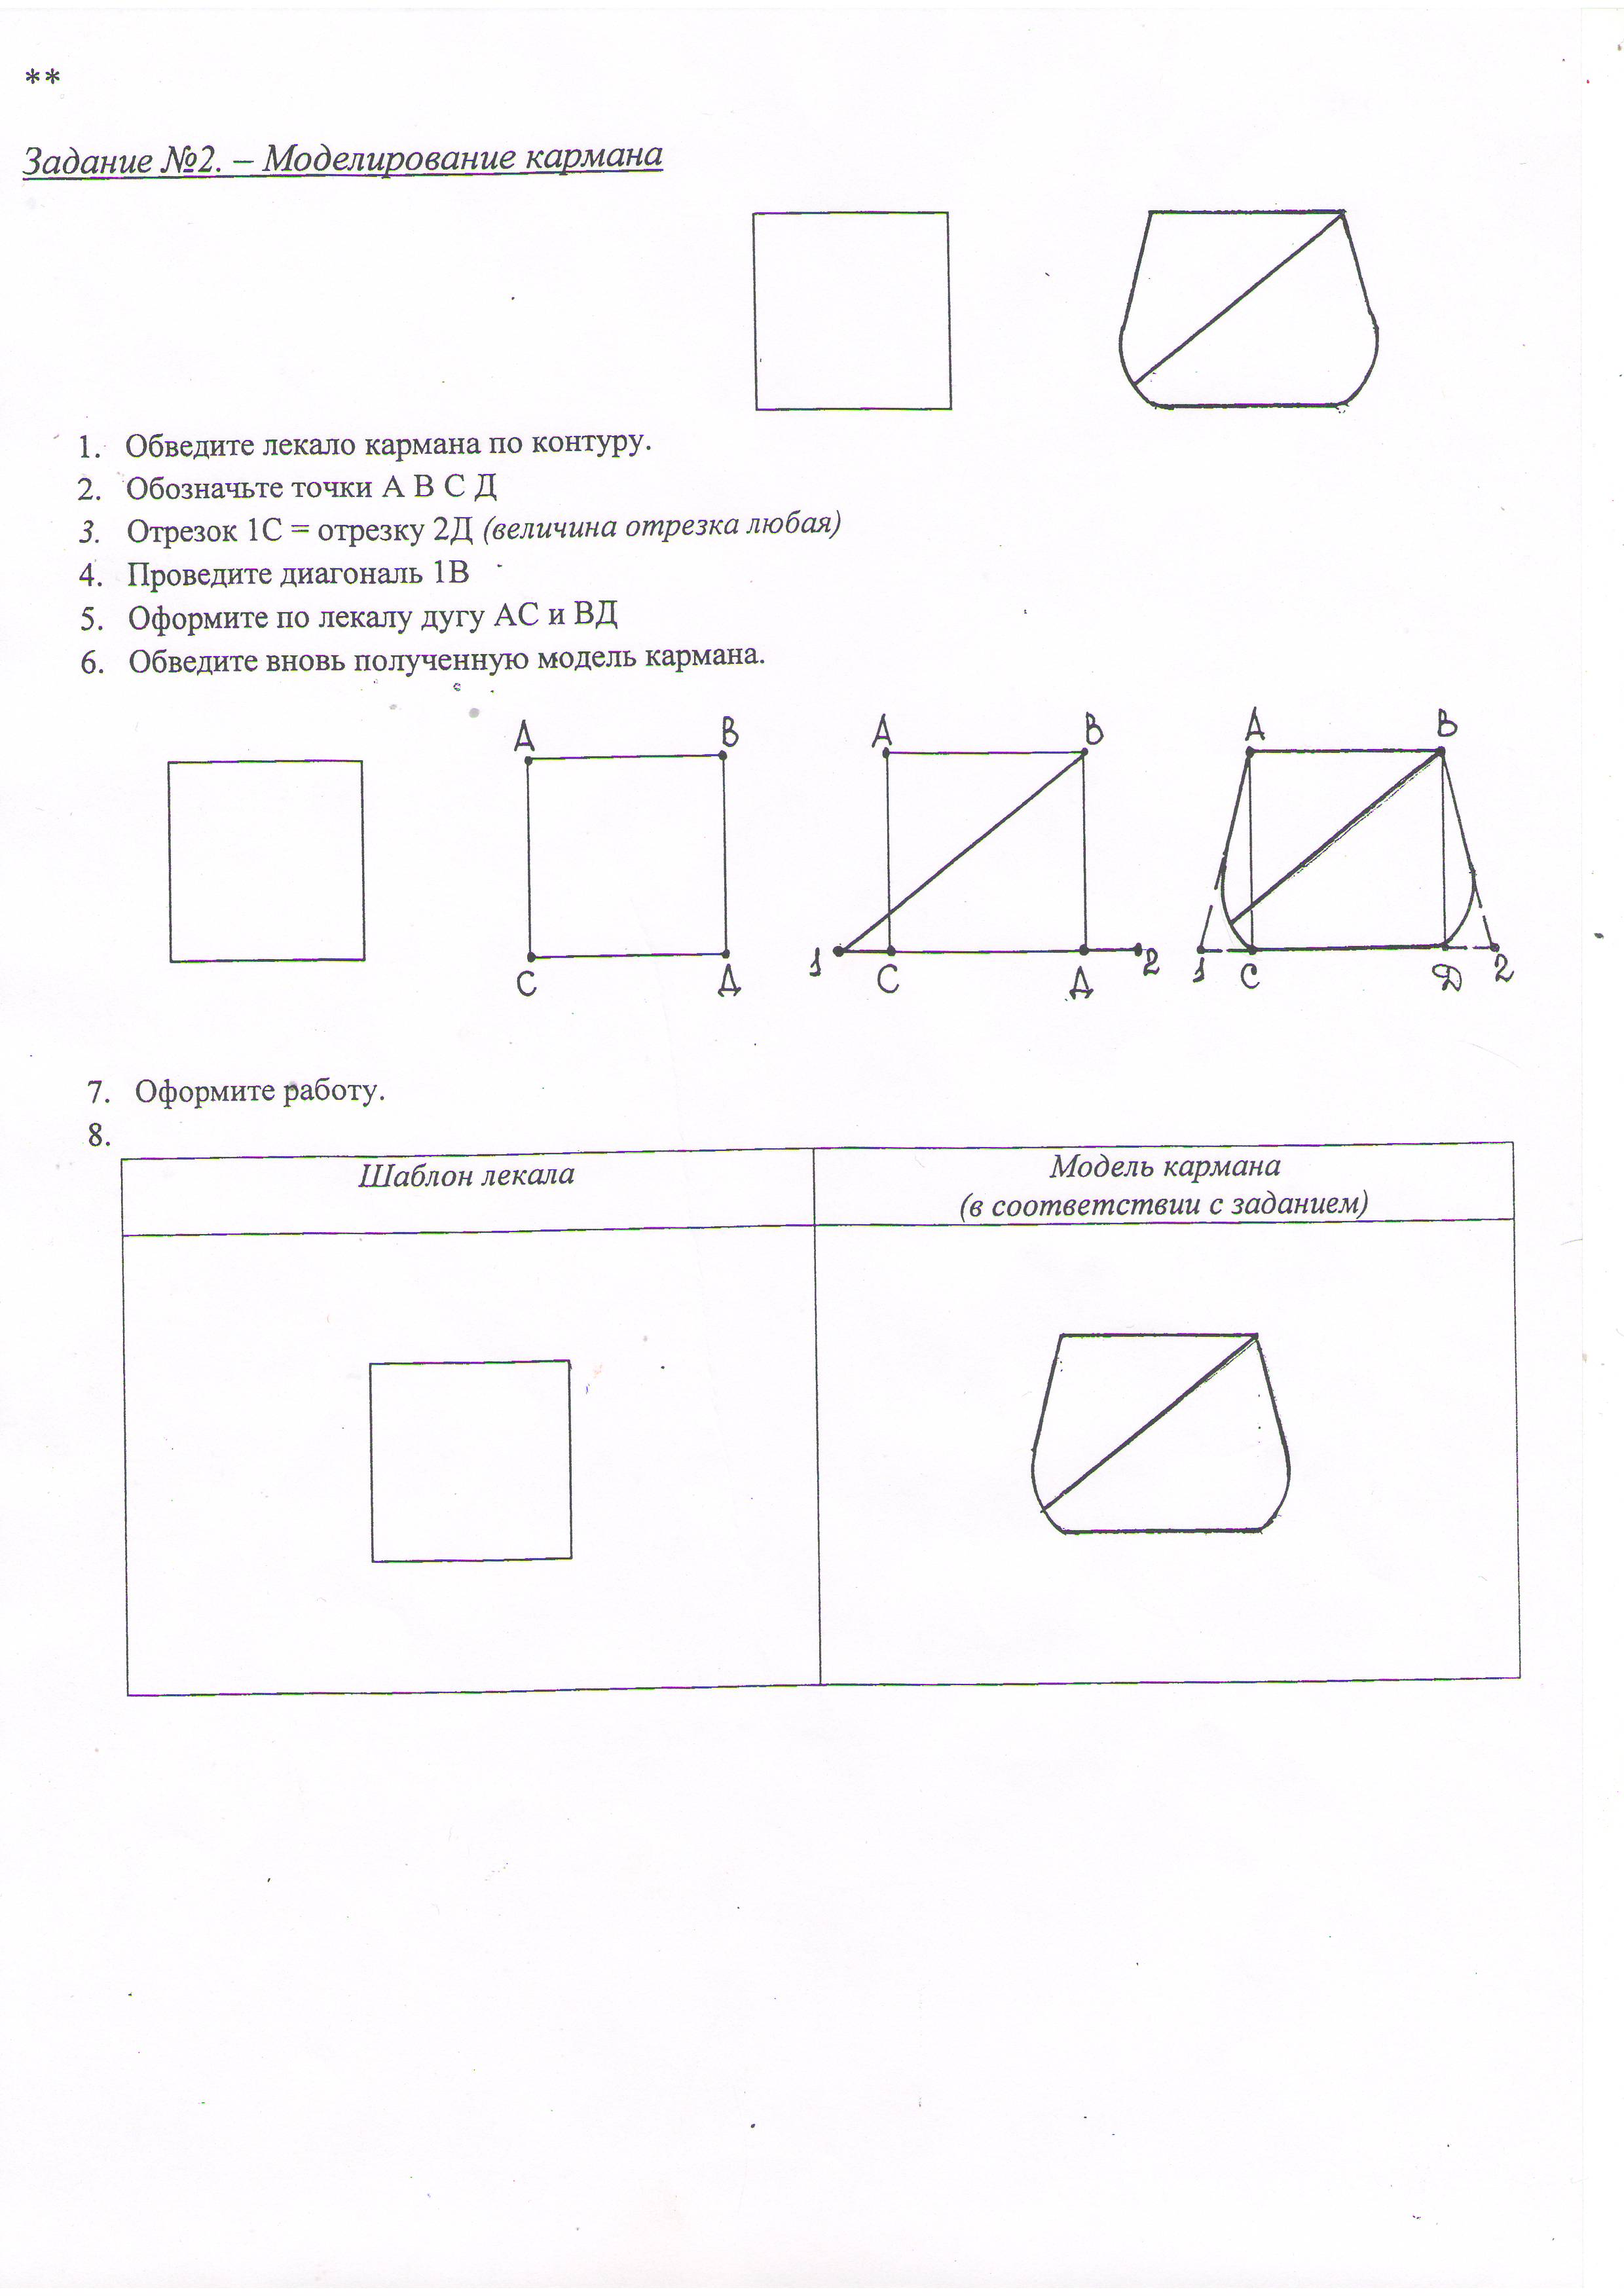 **
Задание №2. – Моделирование кармана
1. Обведите лекало кармана по контуру.
2. Обозначьте точки А В С Д
3. Отрезок 1С = отрезку 2Д (величина отрезка любая)
4. Проведите диагональ 1В
5. Оформите по лекалу дугу АС и ВД
6. Обведите вновь полученную модель кармана.
А В А В А В
С Д 1 С Д 2 1 С Д 2
7. Оформите работу.
8.
Шаблон лекала
Модель кармана
(в соответствии с заданием)